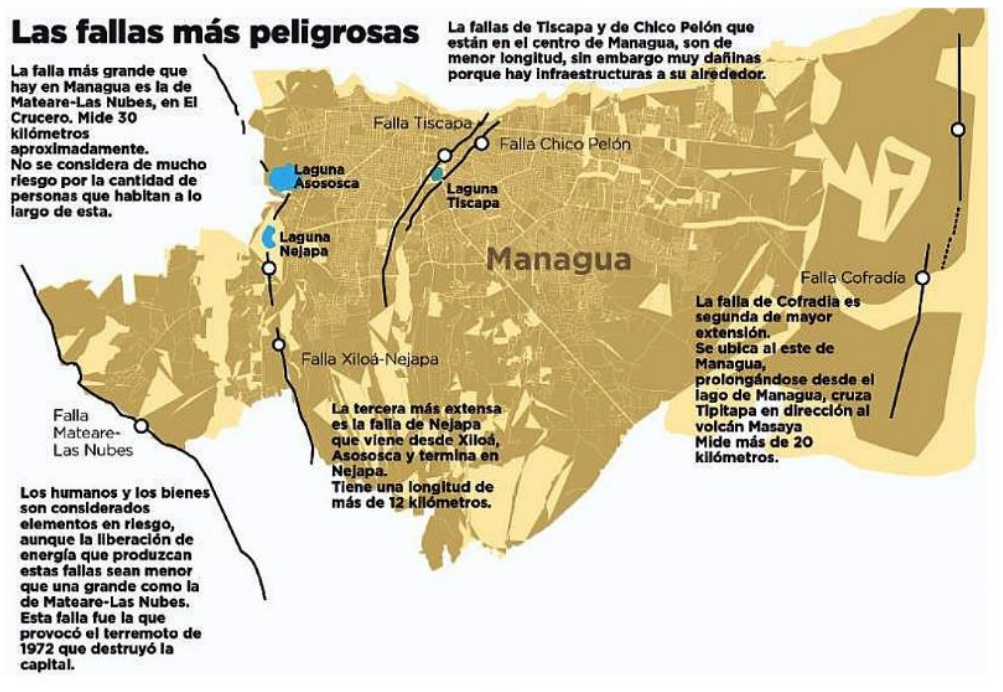 Las fallas más peligrosas
La fallas de Tiscapa y de Chico Pelón que
están en el centro de Managua, son de
menor longitud, sin embargo muy dañinas
porque hay infraestructuras a su alrededor.
La falla más grande que
hay en Managua es la de
Mateare-Las Nubes, en El
Crucero. Mide 30
kilómetros
aproximadamente.
No se considera de mucho
riesgo por la cantidad de
personas que habitan a lo
largo de esta.
Falla Tiscapa
Falla Chico Pelón
Laguna
Asososca
Laguna
Tiscapa
Laguna
Nejapa
Managua
Falla Cofradía
La falla de Cofradia es
segunda de mayor
extensión.
Se ubica al este de
Managua,
prolongándose desde el
lago de Managua, cruza
Tipitapa en dirección al
volcán Masaya
Mide más de 20
kilómetros.
Falla Xiloá-Nejapa
La tercera más extensa
es la falla de Nejapa
que viene desde Xiloá,
Asososca y termina en
Nejapa.
Tiene una longitud de
más de 12 kilómetros.
Falla
Mateare-
Las Nubes
Los humanos y los bienes
son considerados
elementos en riesgo,
aunque la liberación de
energía que produzcan
estas fallas sean menor
que una grande como la
de Mateare-Las Nubes.
Esta falla fue la que
provocó el terremoto de
1972 que destruyó la
capital.